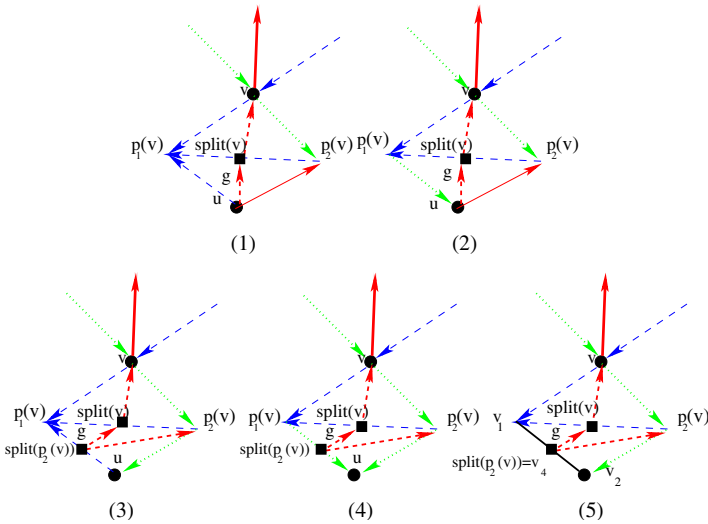 v
p₁(v) split(v) p₂(v)
g
u
(1)
v
p₁(v) split(v) p₂(v)
g
u
(2)
v
p₁(v) split(v) p₂(v)
g
split(p₂(v)) u
(3)
v
p₁(v) split(v) p₂(v)
g
split(p₂(v)) u
(4)
v
v₁ split(v) p₂(v)
g
split(p₂(v))=v₄ v₂
(5)